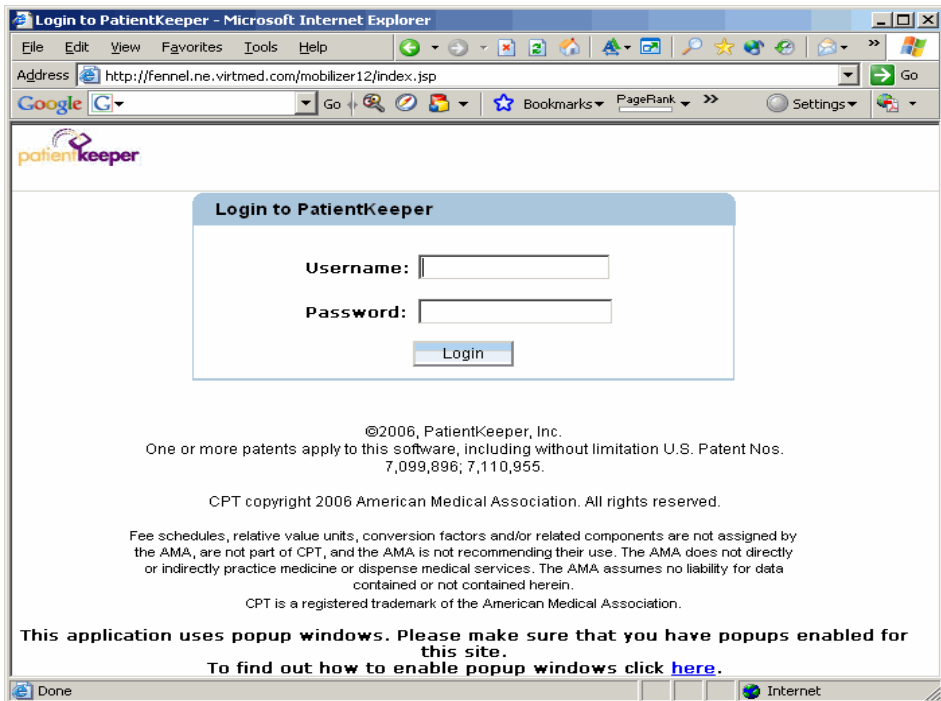 Login to PatientKeeper - Microsoft Internet Explorer
File Edit View Favorites Tools Help »
Address http://fennel.ne.virtmed.com/mobilizer12/index.jsp Go
Google G Go Bookmarks PageRank » Settings
patientkeeper
Login to PatientKeeper
Username:
Password:
Login
©2006, PatientKeeper, Inc.
One or more patents apply to this software, including without limitation U.S. Patent Nos.
7,099,896; 7,110,955.
CPT copyright 2006 American Medical Association. All rights reserved.
Fee schedules, relative value units, conversion factors and/or related components are not assigned by
the AMA, are not part of CPT, and the AMA is not recommending their use. The AMA does not directly
or indirectly practice medicine or dispense medical services. The AMA assumes no liability for data
contained or not contained herein.
CPT is a registered trademark of the American Medical Association.
This application uses popup windows. Please make sure that you have popups enabled for
this site.
To find out how to enable popup windows click here.
Done Internet